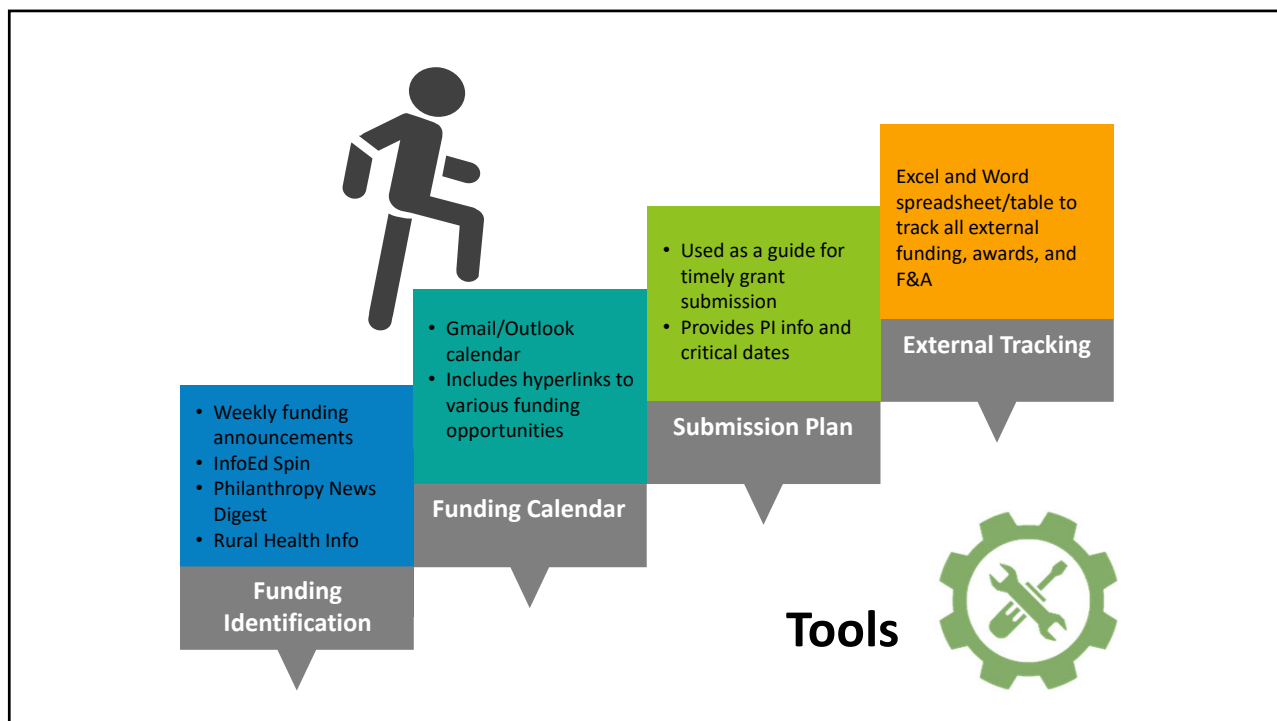 • Weekly funding
announcements
• InfoEd Spin
• Philanthropy News
Digest
• Rural Health Info
Funding
Identification
• Gmail/Outlook
calendar
• Includes hyperlinks to
various funding
opportunities
Funding Calendar
• Used as a guide for
timely grant
submission
• Provides PI info and
critical dates
Submission Plan
Excel and Word
spreadsheet/table to
track all external
funding, awards, and
F&A
External Tracking
Tools